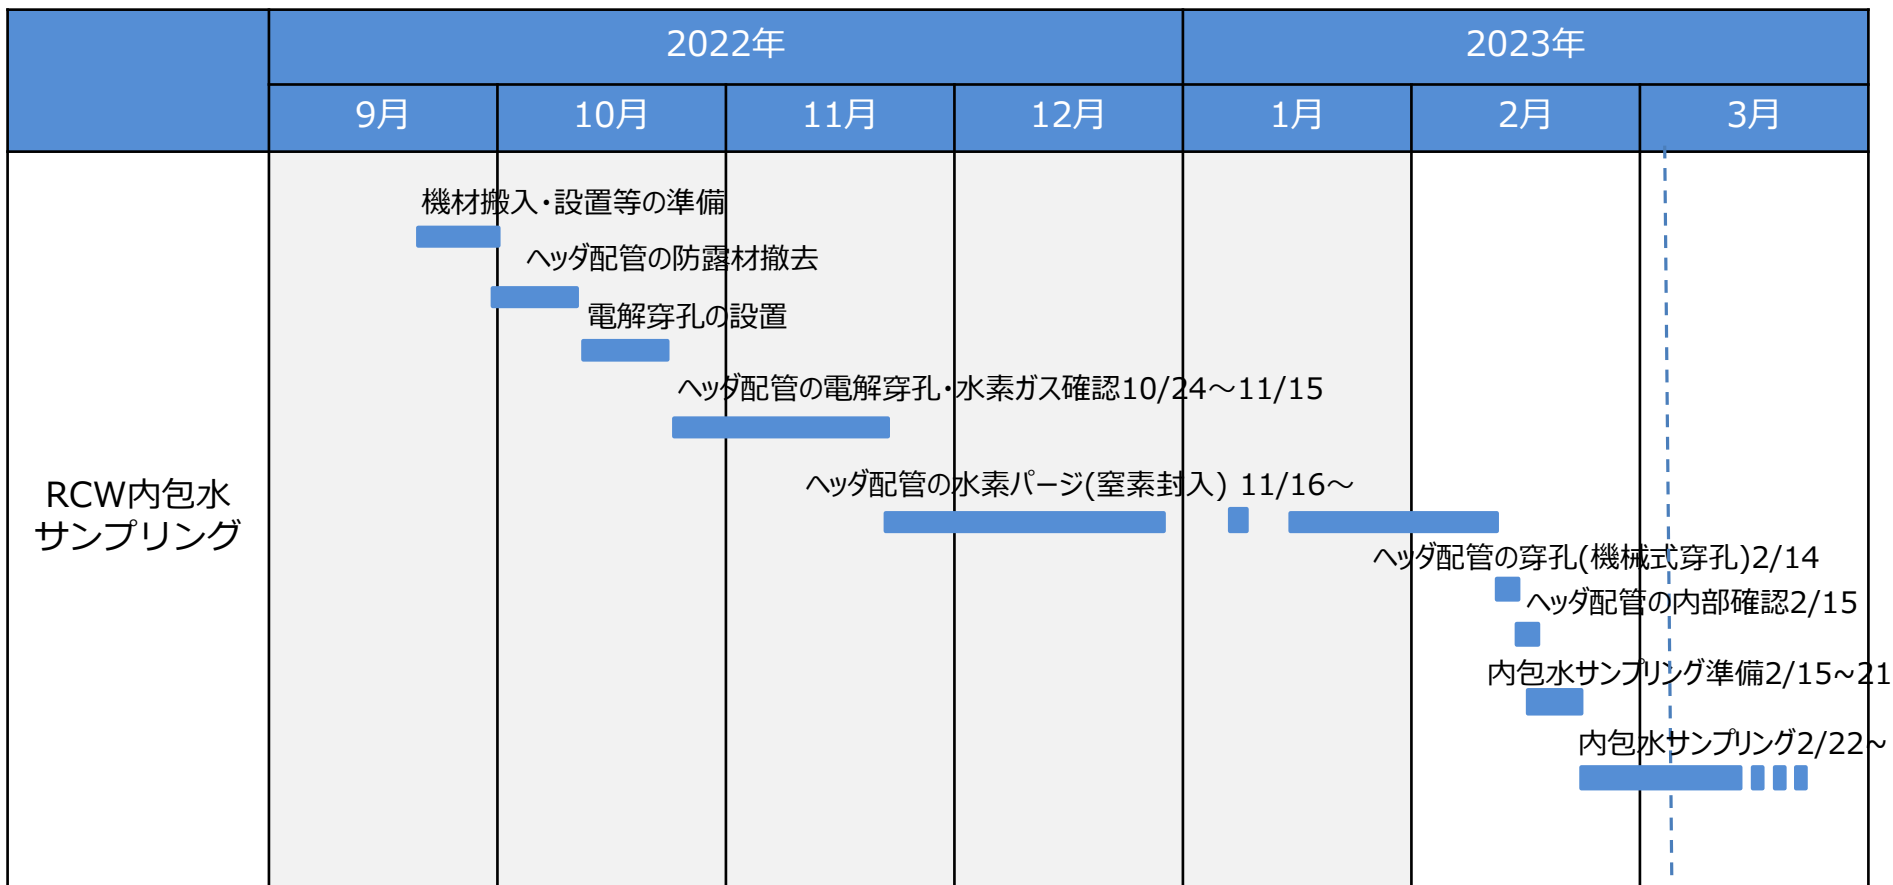 2022年
2023年
9月
10月
11月
12月
1月
2月
3月
RCW内包水
サンプリング
機材搬入・設置等の準備
ヘッダ配管の防露材撤去
電解穿孔の設置
ヘッダ配管の電解穿孔・水素ガス確認10/24～11/15
ヘッダ配管の水素パージ(窒素封入) 11/16～
ヘッダ配管の穿孔(機械式穿孔)2/14
ヘッダ配管の内部確認2/15
内包水サンプリング準備2/15~21
内包水サンプリング2/22~